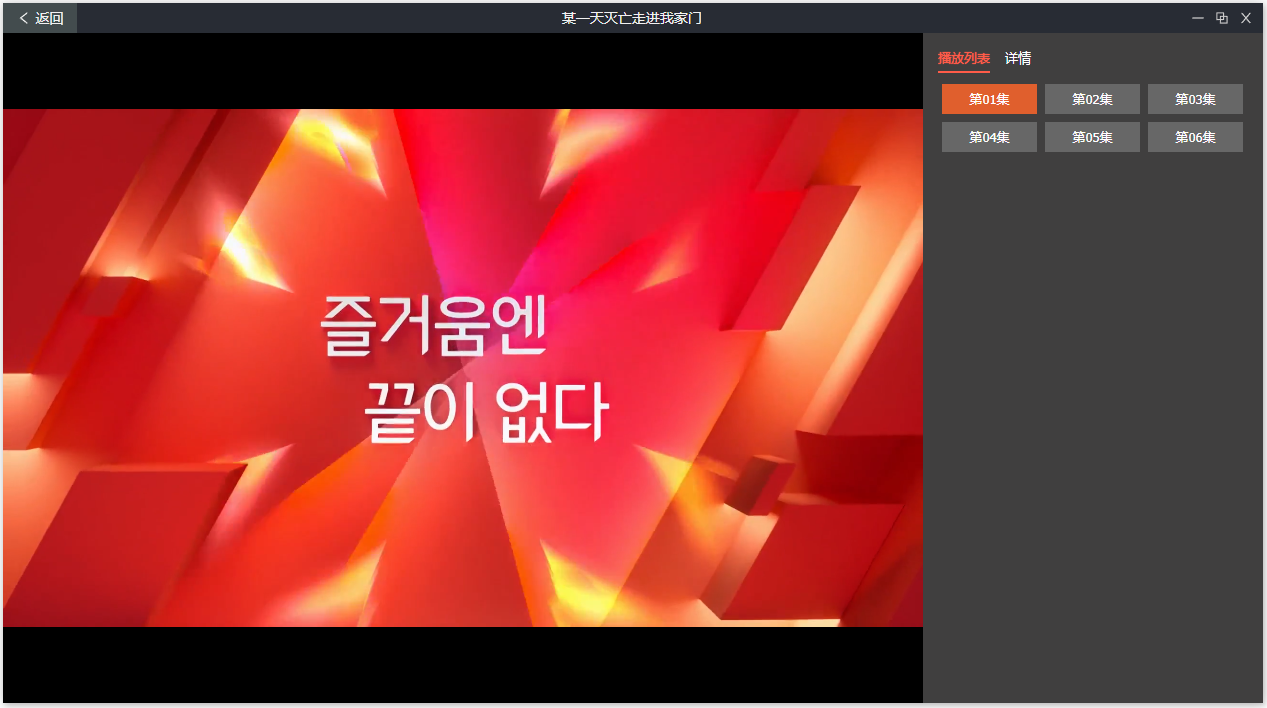 返回
某一天灭亡走进我家门
播放列表
详情
第01集
第02集
第03集
第04集
第05集
第06集
즐거움엔
끝이 없다